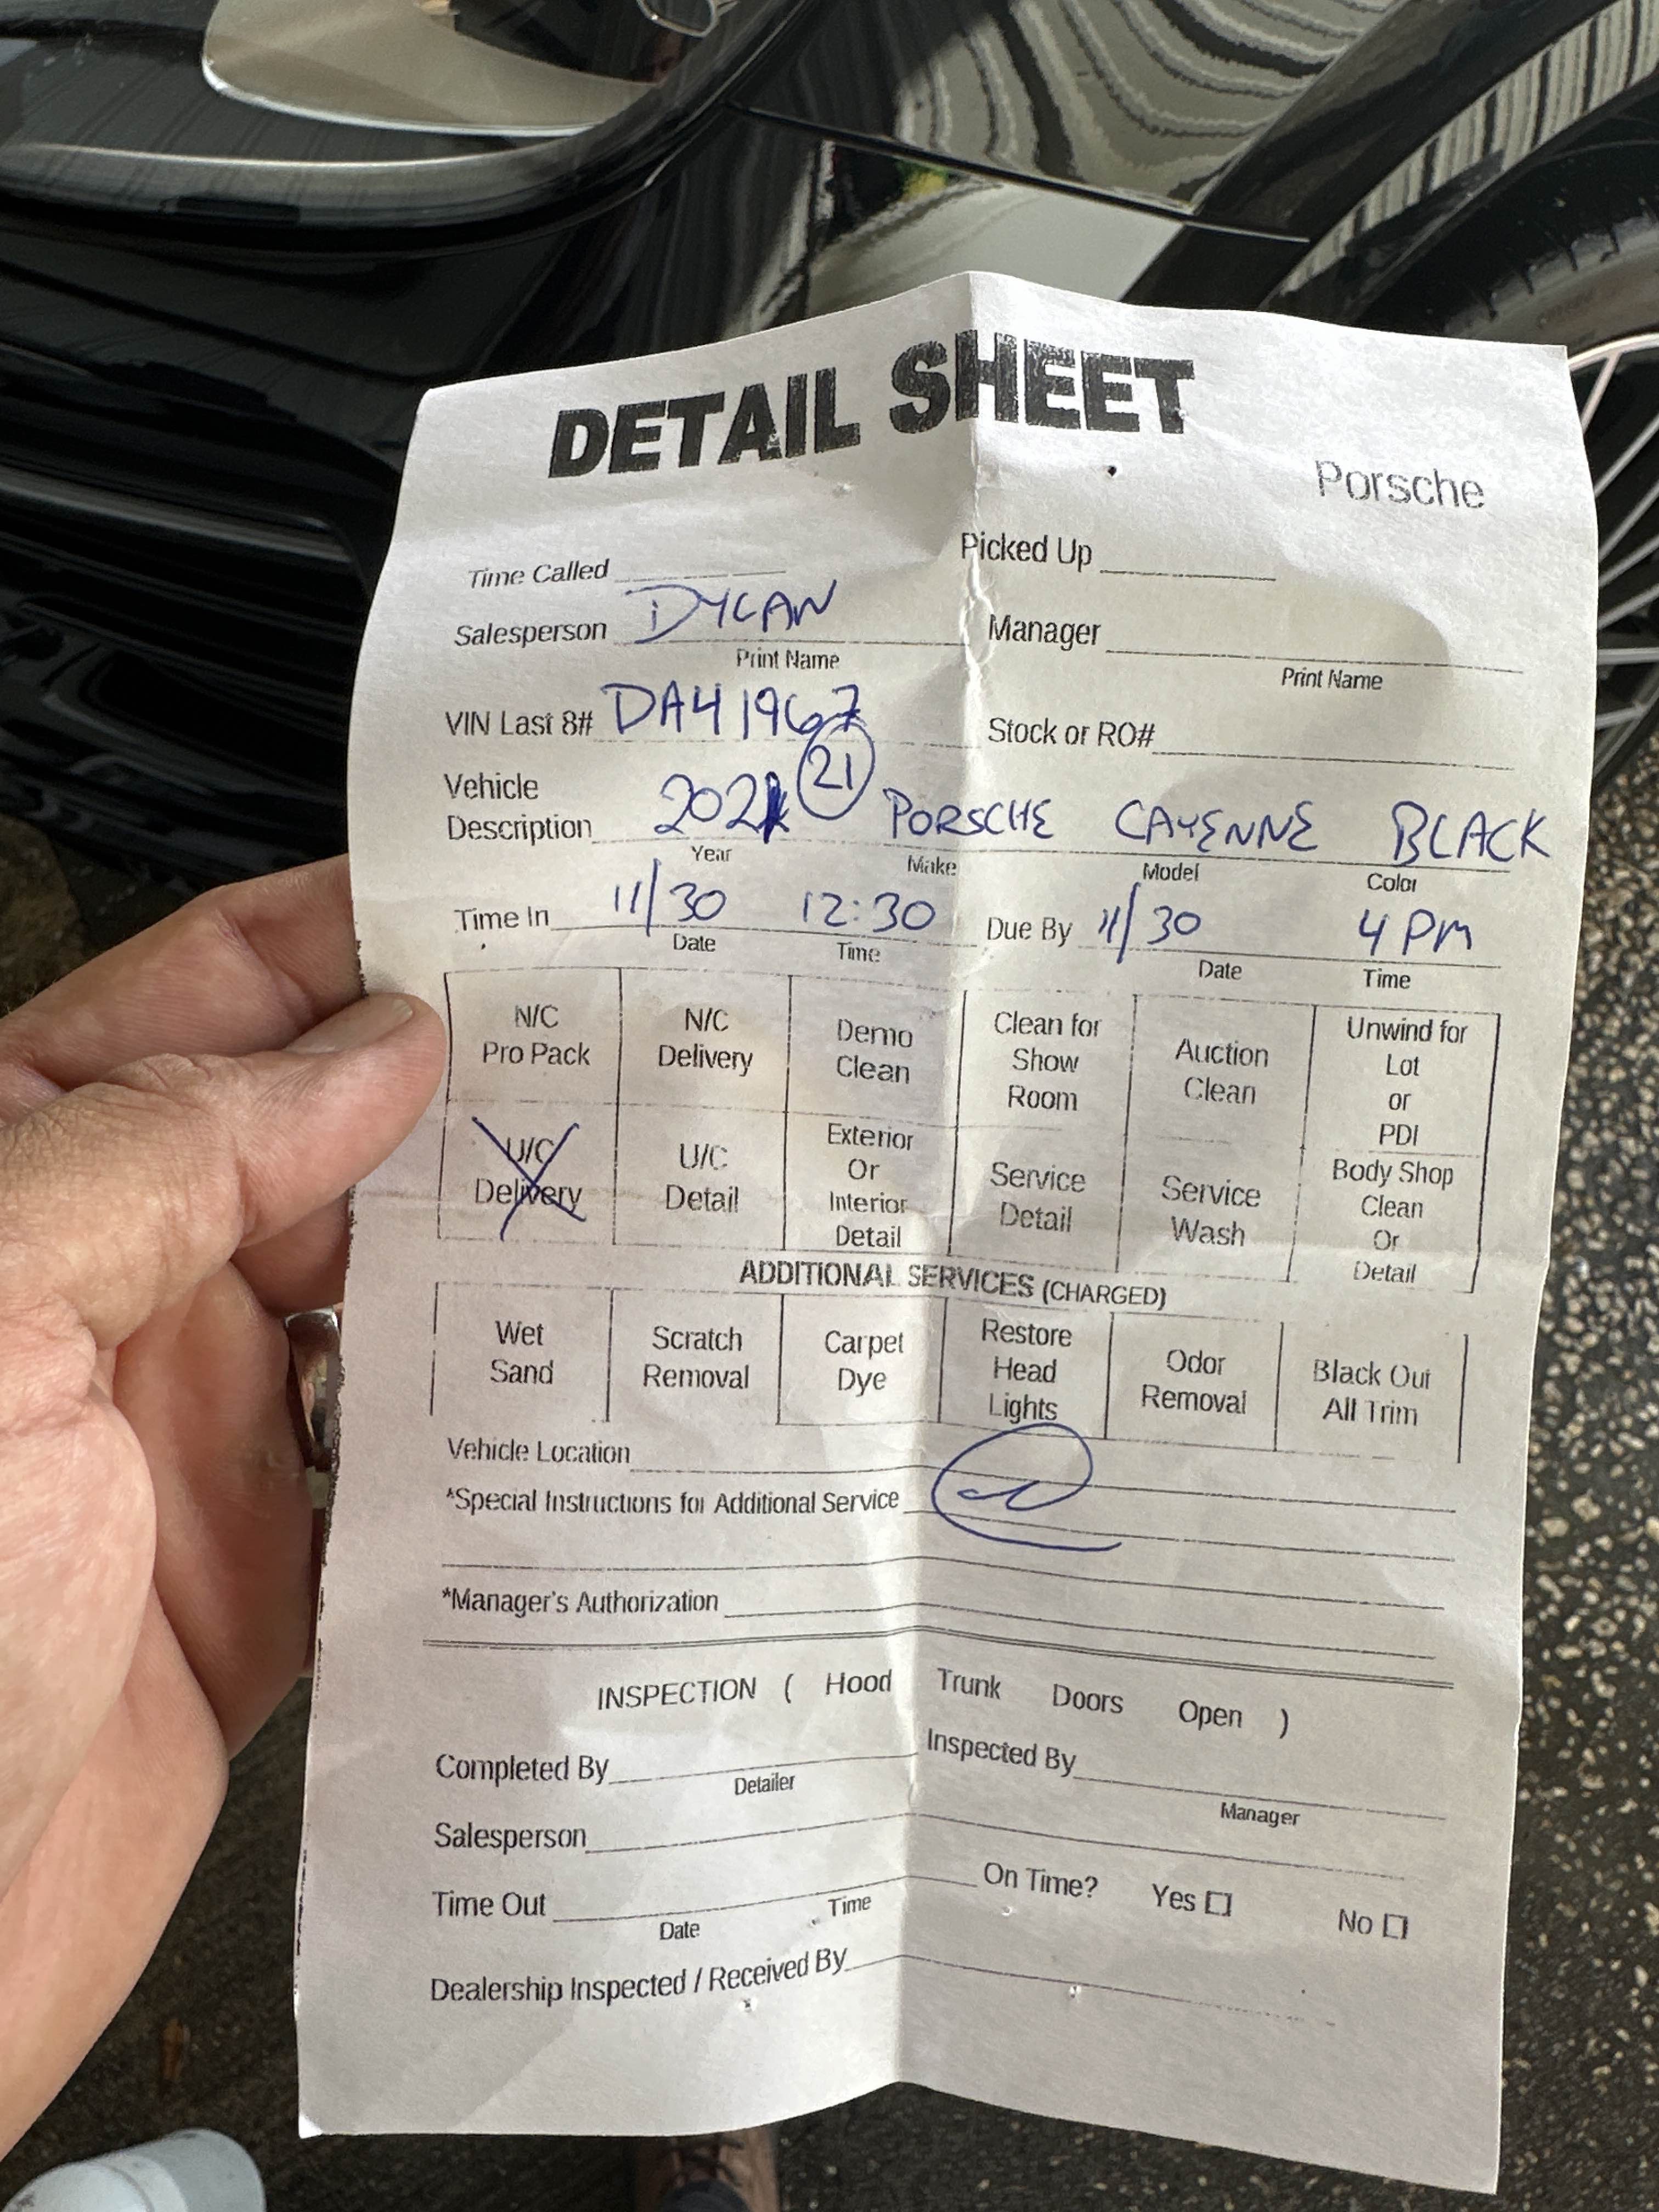 DETAIL SHEET
Porsche
Time Called Picked Up
Salesperson DYLAN Manager
Print Name Print Name
VIN Last 8# DA41967 Stock or RO#
21
Vehicle
Description 2021 PORSCHE CAYENNE BLACK
Year Make Model Color
Time In 11/30 12:30 Due By 11/30 4 PM
Date Time Date Time
N/C Pro Pack
N/C Delivery
Demo Clean
Clean for Show Room
Auction Clean
Unwind for Lot or PDI
U/C Delivery
U/C Detail
Exterior Or Interior Detail
Service Detail
Service Wash
Body Shop Clean Or Detail
ADDITIONAL SERVICES (CHARGED)
Wet Sand
Scratch Removal
Carpet Dye
Restore Head Lights
Odor Removal
Black Out All Trim
Vehicle Location
*Special Instructions for Additional Service
*Manager's Authorization
INSPECTION ( Hood Trunk Doors Open )
Completed By Inspected By
Detailer Manager
Salesperson
Time Out On Time? Yes No
Date Time
Dealership Inspected / Received By